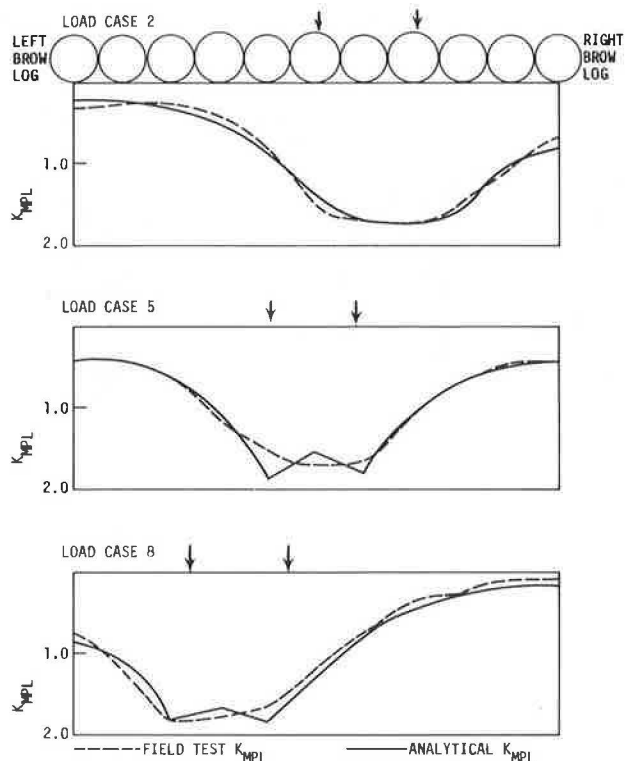 LOAD CASE 2
LEFT BROW LOG
RIGHT BROW LOG
1.0
K_MPL
2.0
LOAD CASE 5
1.0
K_MPL
2.0
LOAD CASE 8
1.0
K_MPL
2.0
FIELD TEST K_MPL
ANALYTICAL K_MPL